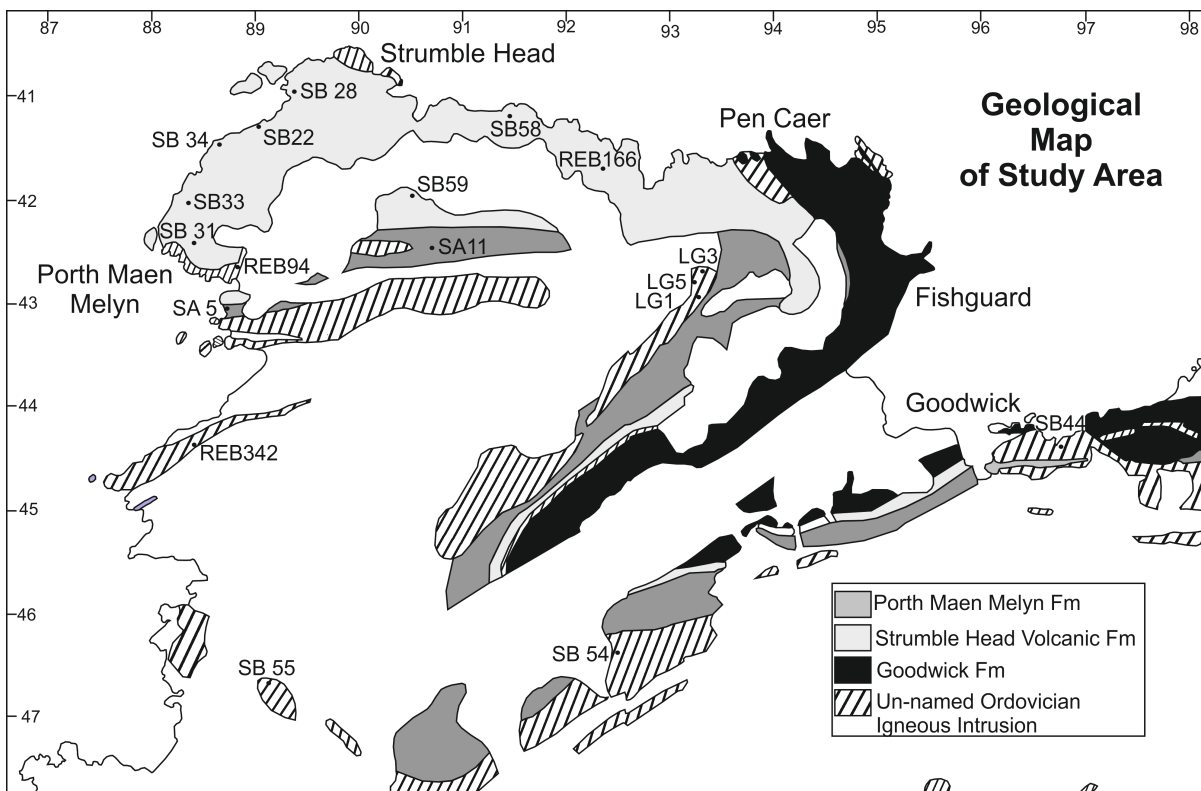 87 88 89 90 91 92 93 94 95 96 97 98
Strumble Head
41
SB 28
Geological
Map
of Study Area
Pen Caer
SB 34
SB22
SB58
REB166
42
SB59
SB33
SB 31
SA11
LG3
REB94
Porth Maen
Melyn
LG5
LG1
Fishguard
43
SA 5
44
Goodwick
SB44
REB342
45
46
Porth Maen Melyn Fm
Strumble Head Volcanic Fm
Goodwick Fm
Un-named Ordovician
Igneous Intrusion
SB 54
SB 55
47